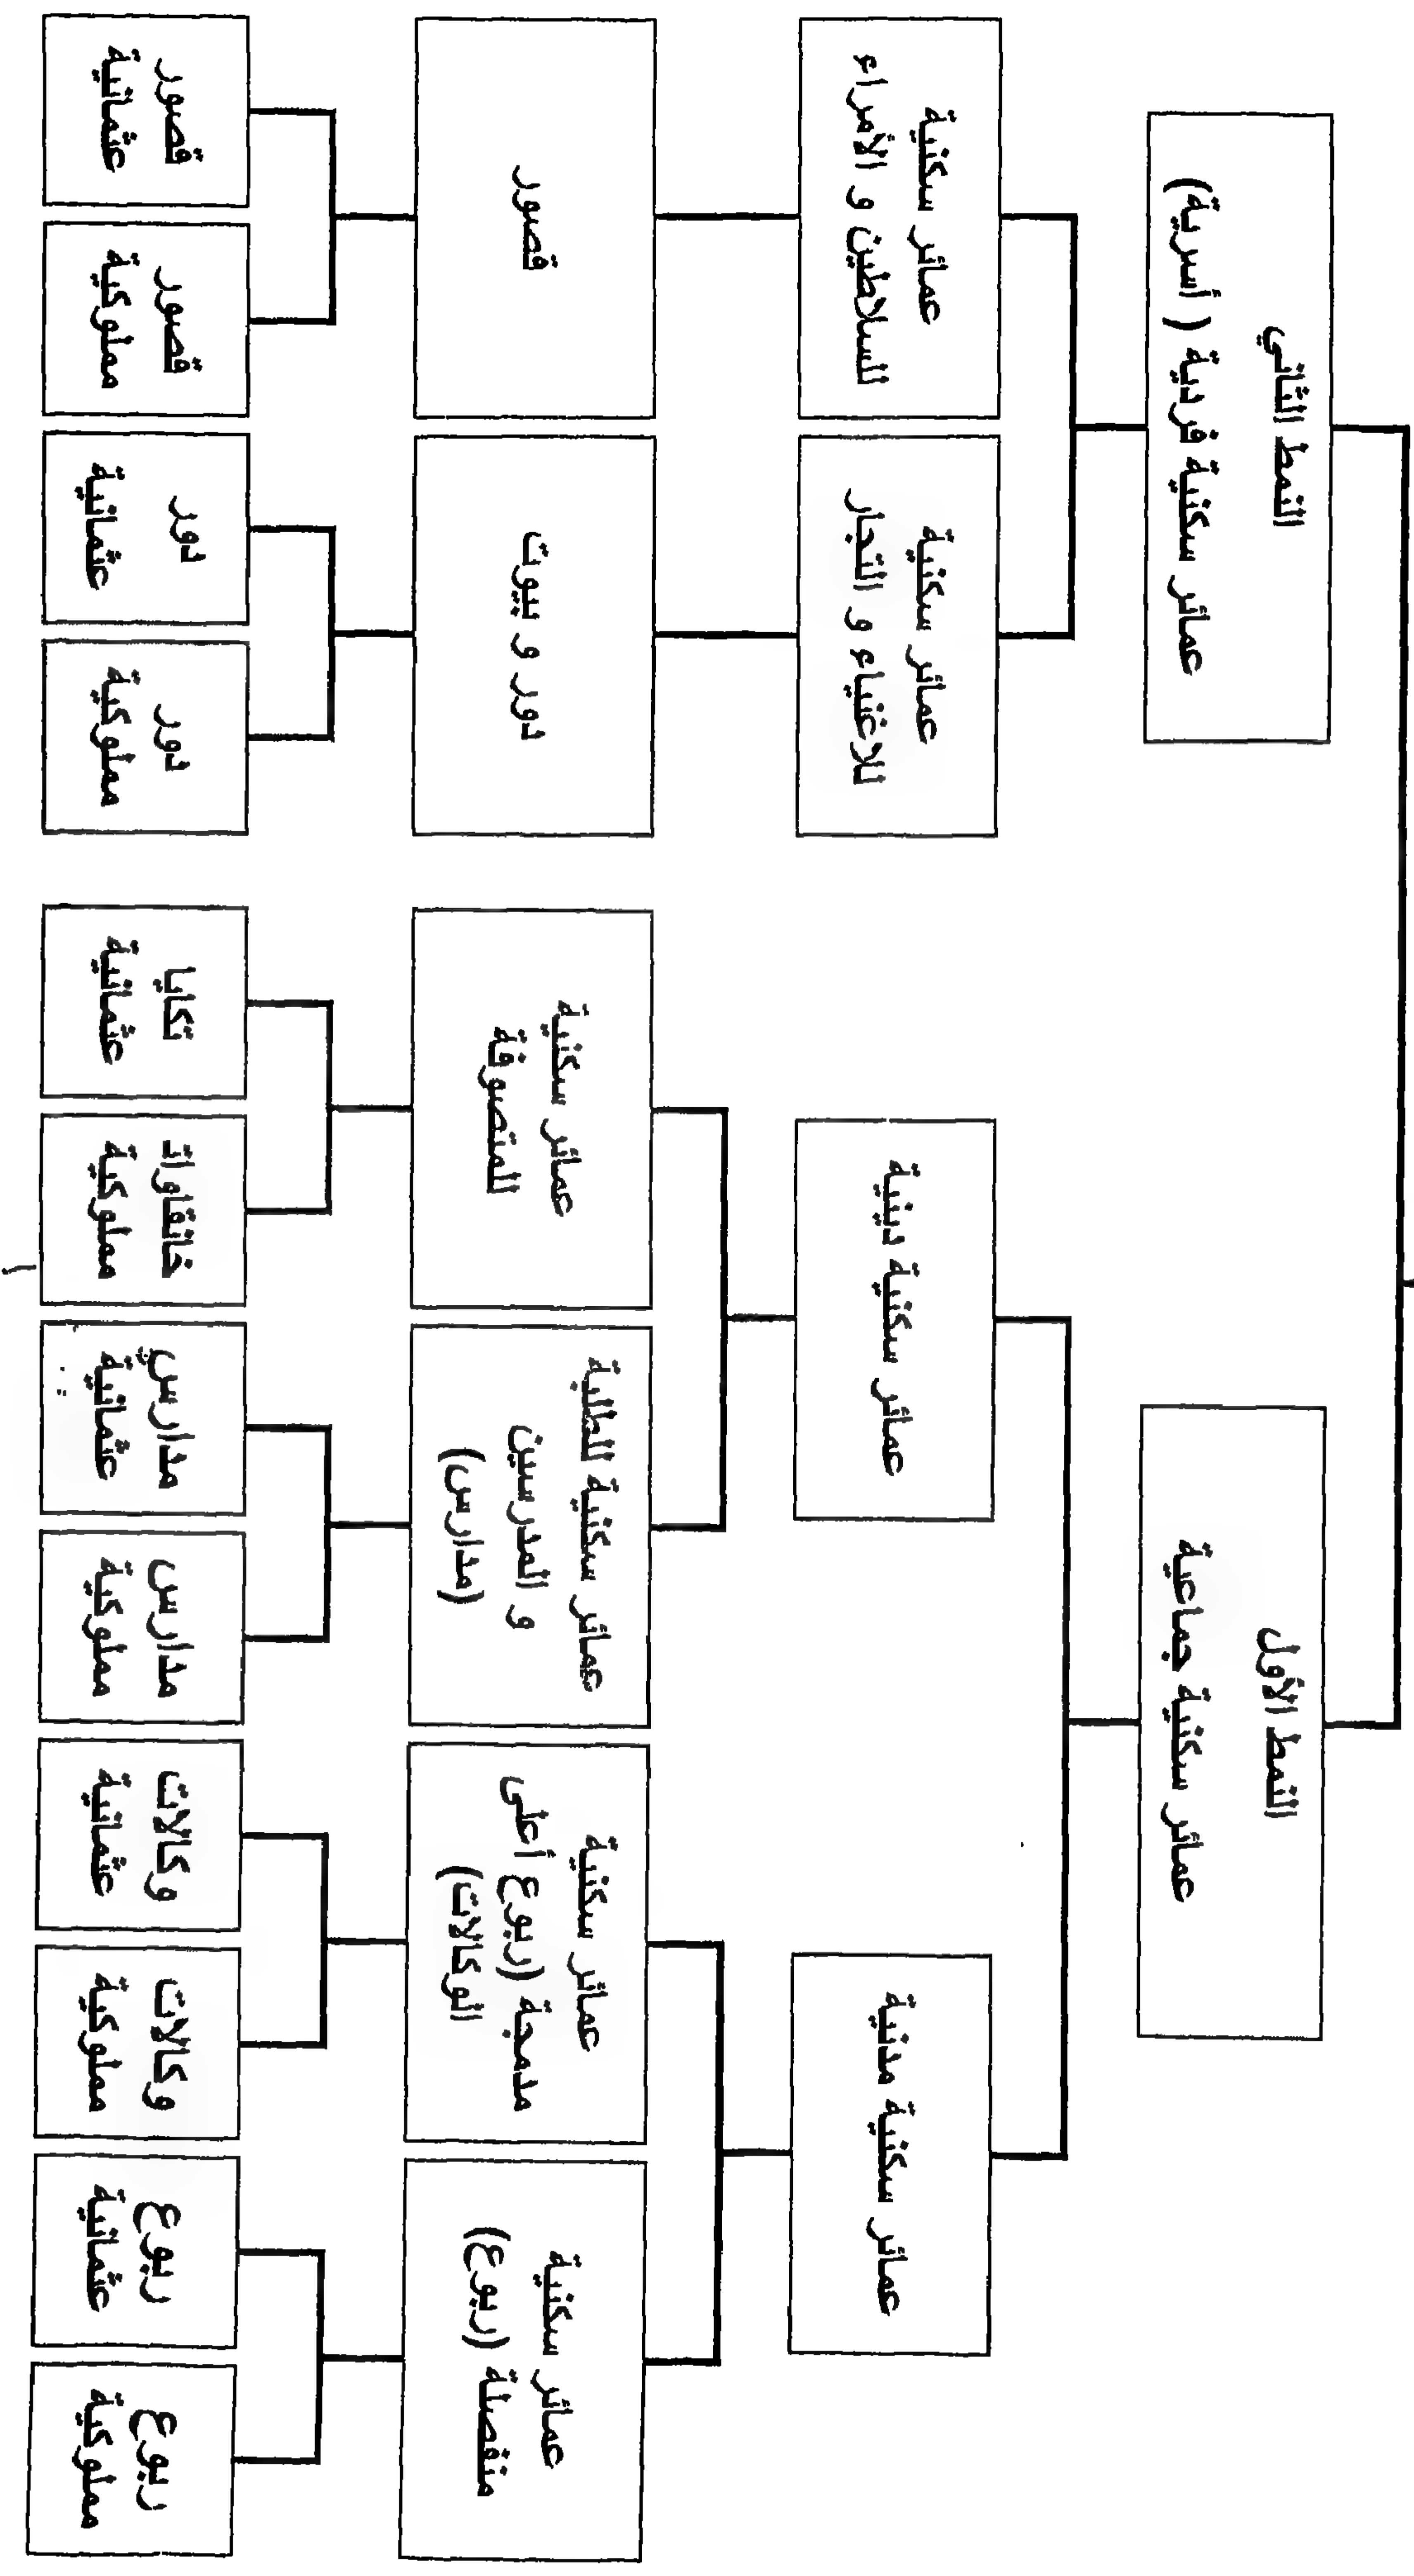 النمط الأول
عمائر سكنية جماعية
النمط الثاني
عمائر سكنية فردية ( أسرية)
عمائر سكنية مدنية
عمائر سكنية دينية
عمائر سكنية
للاغنياء و التجار
عمائر سكنية
للسلاطين و الأمراء
عمائر سكنية
منفصلة (ربوع)
عمائر سكنية
مدمجة (ربوع أعلى
الوكالات)
عمائر سكنية للطلبة
و المدرسين
(مدارس)
عمائر سكنية
للمتصوفة
دور و بيوت
قصور
ربوع
مملوكية
ربوع
عثمانية
وكالات
مملوكية
وكالات
عثمانية
مدارس
مملوكية
مدارس
عثمانية
خانقاوات
مملوكية
تكايا
عثمانية
دور
مملوكية
دور
عثمانية
قصور
مملوكية
قصور
عثمانية